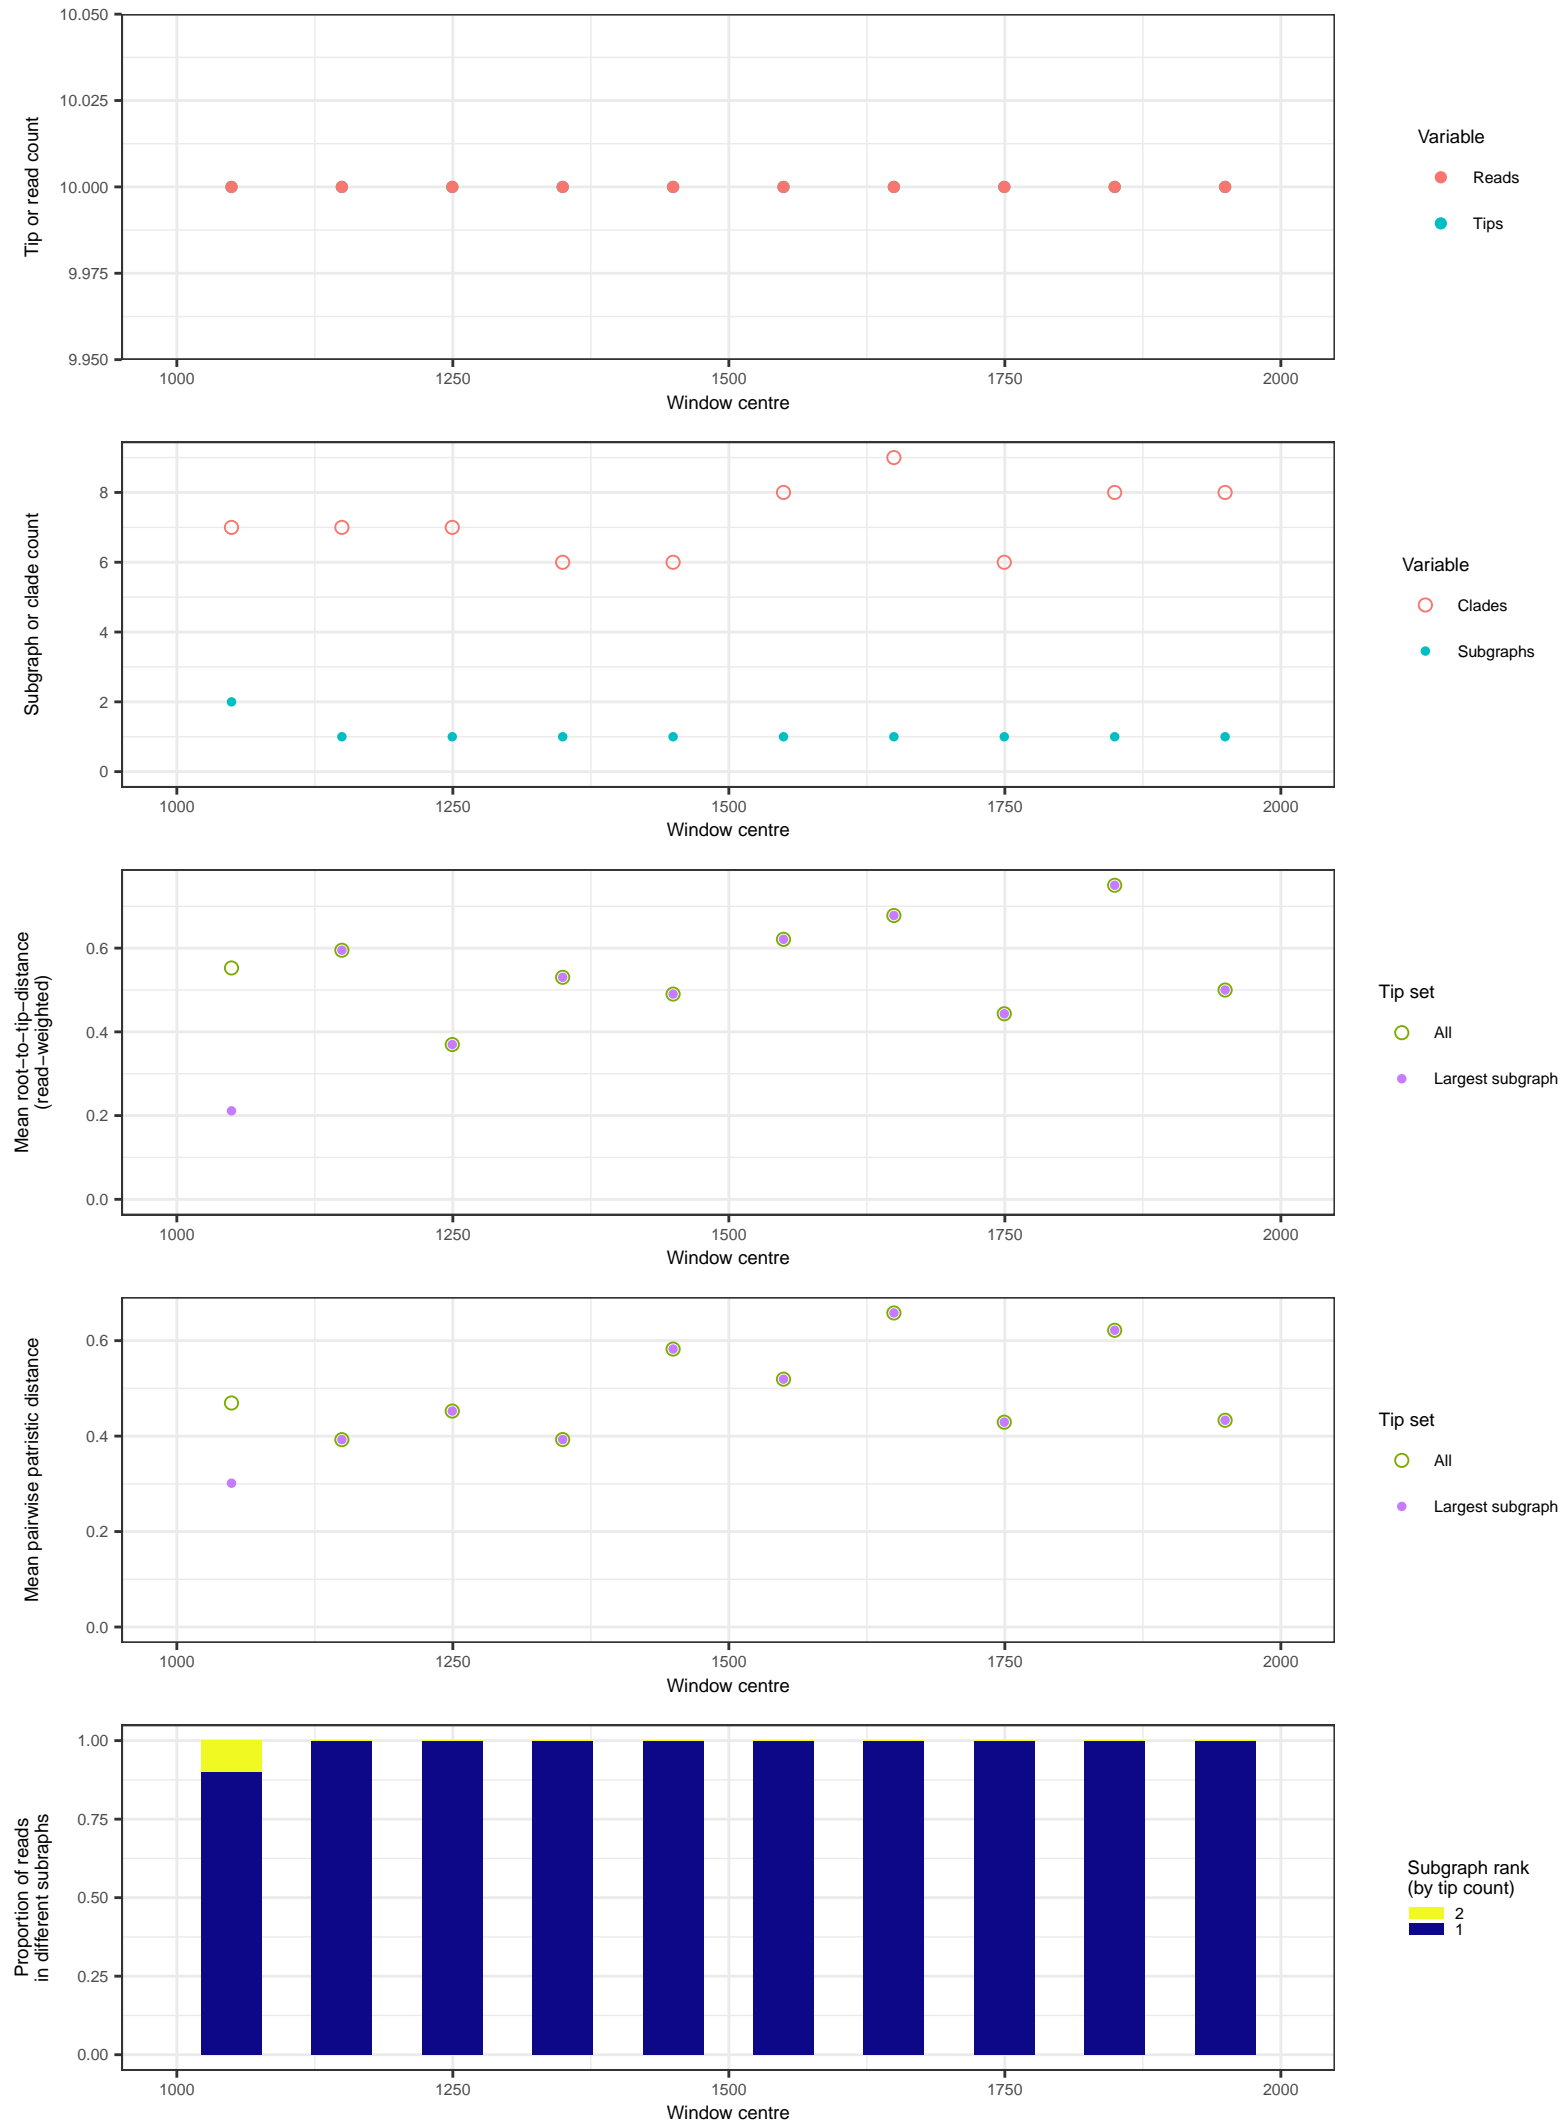 10.050
10.025
10.000
9.975
9.950
Tip or read count
1000 1250 1500 1750 2000
Window centre
Variable
Reads
Tips
8
6
4
2
0
Subgraph or clade count
1000 1250 1500 1750 2000
Window centre
Variable
Clades
Subgraphs
0.6
0.4
0.2
0.0
Mean root−to−tip−distance
(read−weighted)
1000 1250 1500 1750 2000
Window centre
Tip set
All
Largest subgraph
0.6
0.4
0.2
0.0
Mean pairwise patristic distance
1000 1250 1500 1750 2000
Window centre
Tip set
All
Largest subgraph
1.00
0.75
0.50
0.25
0.00
Proportion of reads
in different subraphs
1000 1250 1500 1750 2000
Window centre
Subgraph rank
(by tip count)
2
1